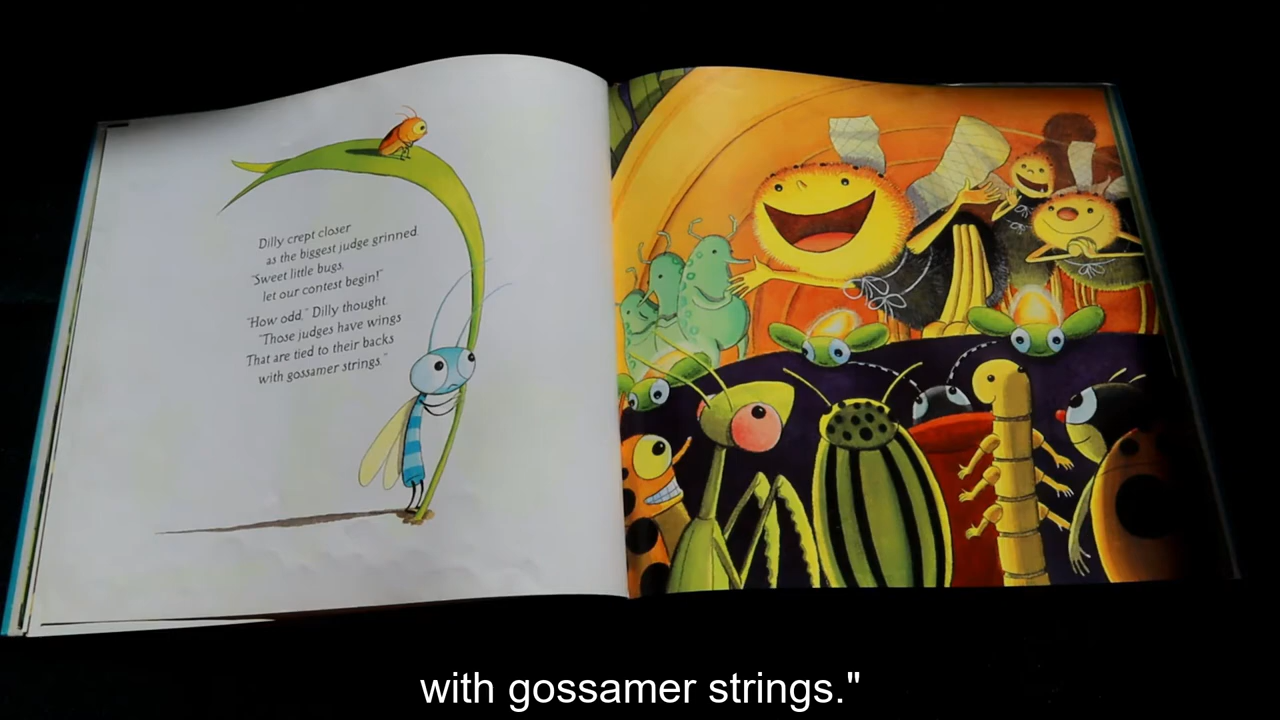 Dilly crept closer
as the biggest judge grinned.
"Sweet little bugs,
let our contest begin!"
"How odd," Dilly thought.
"Those judges have wings
That are tied to their backs
with gossamer strings."
with gossamer strings."